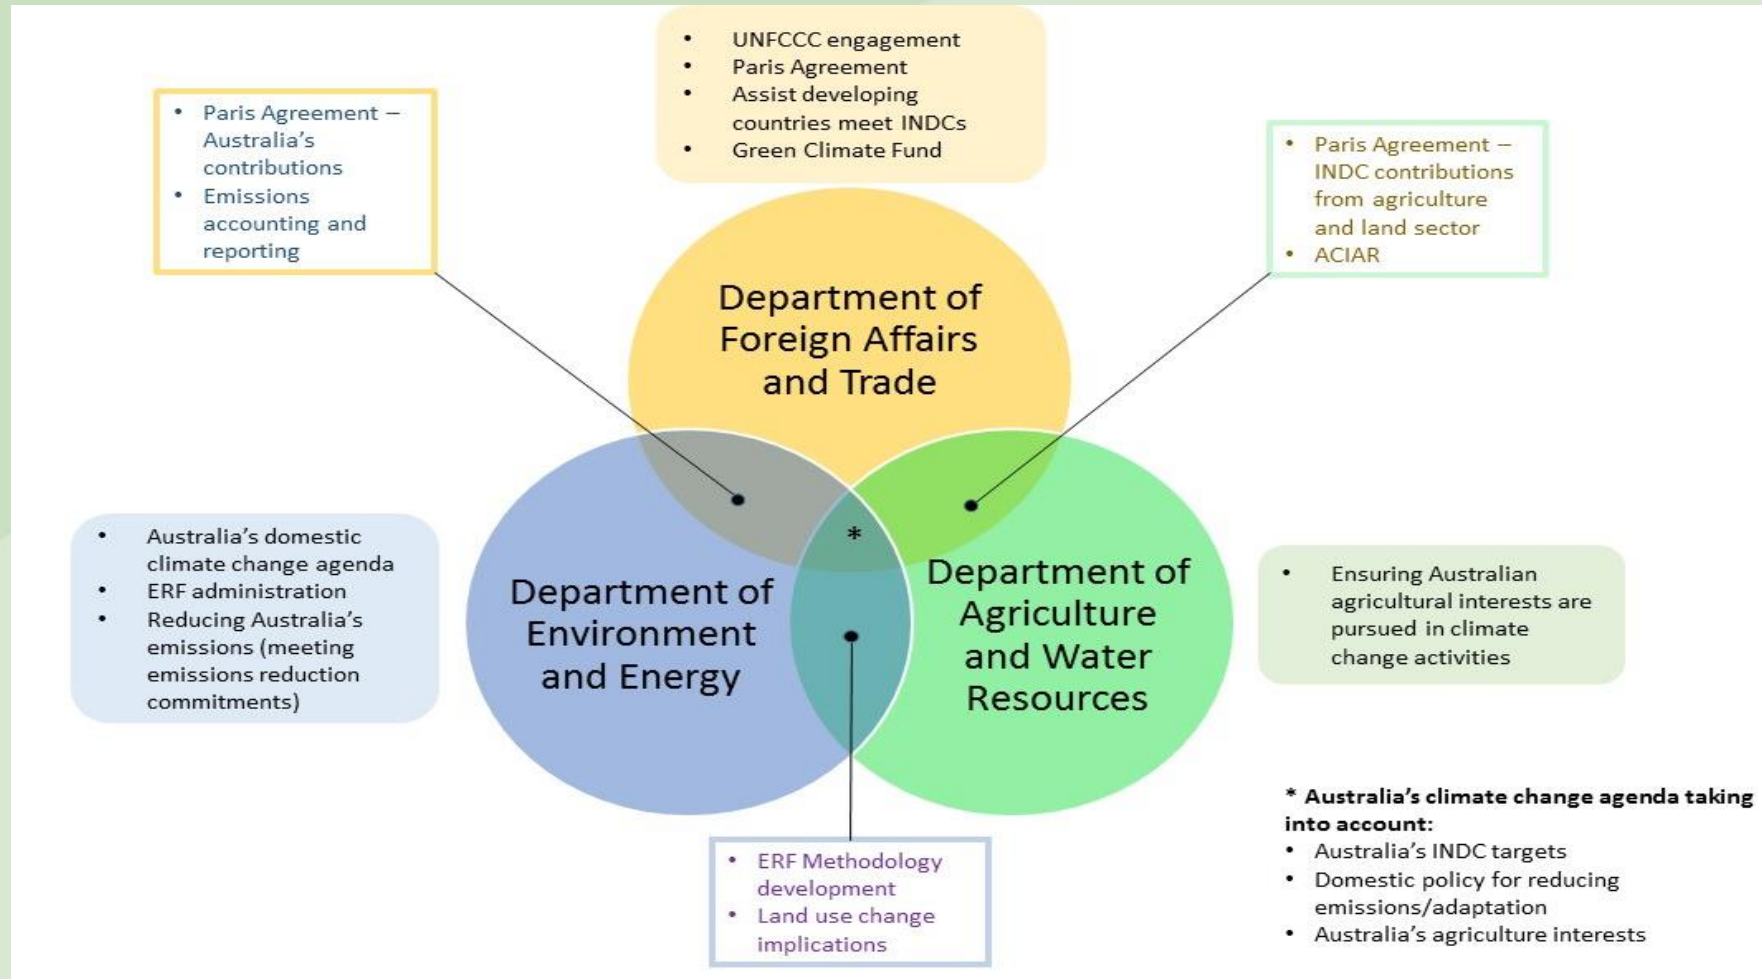 • UNFCCC engagement
• Paris Agreement
• Assist developing
countries meet INDCs
• Green Climate Fund
• Paris Agreement –
Australia’s
contributions
• Emissions
accounting and
reporting
• Paris Agreement –
INDC contributions
from agriculture
and land sector
• ACIAR
Department of
Foreign Affairs
and Trade
• Australia’s domestic
climate change agenda
• ERF administration
• Reducing Australia’s
emissions (meeting
emissions reduction
commitments)
Department of
Environment
and Energy
*
Department of
Agriculture
and Water
Resources
• Ensuring Australian
agricultural interests are
pursued in climate
change activities
• ERF Methodology
development
• Land use change
implications
* Australia’s climate change agenda taking
into account:
• Australia’s INDC targets
• Domestic policy for reducing
emissions/adaptation
• Australia’s agriculture interests